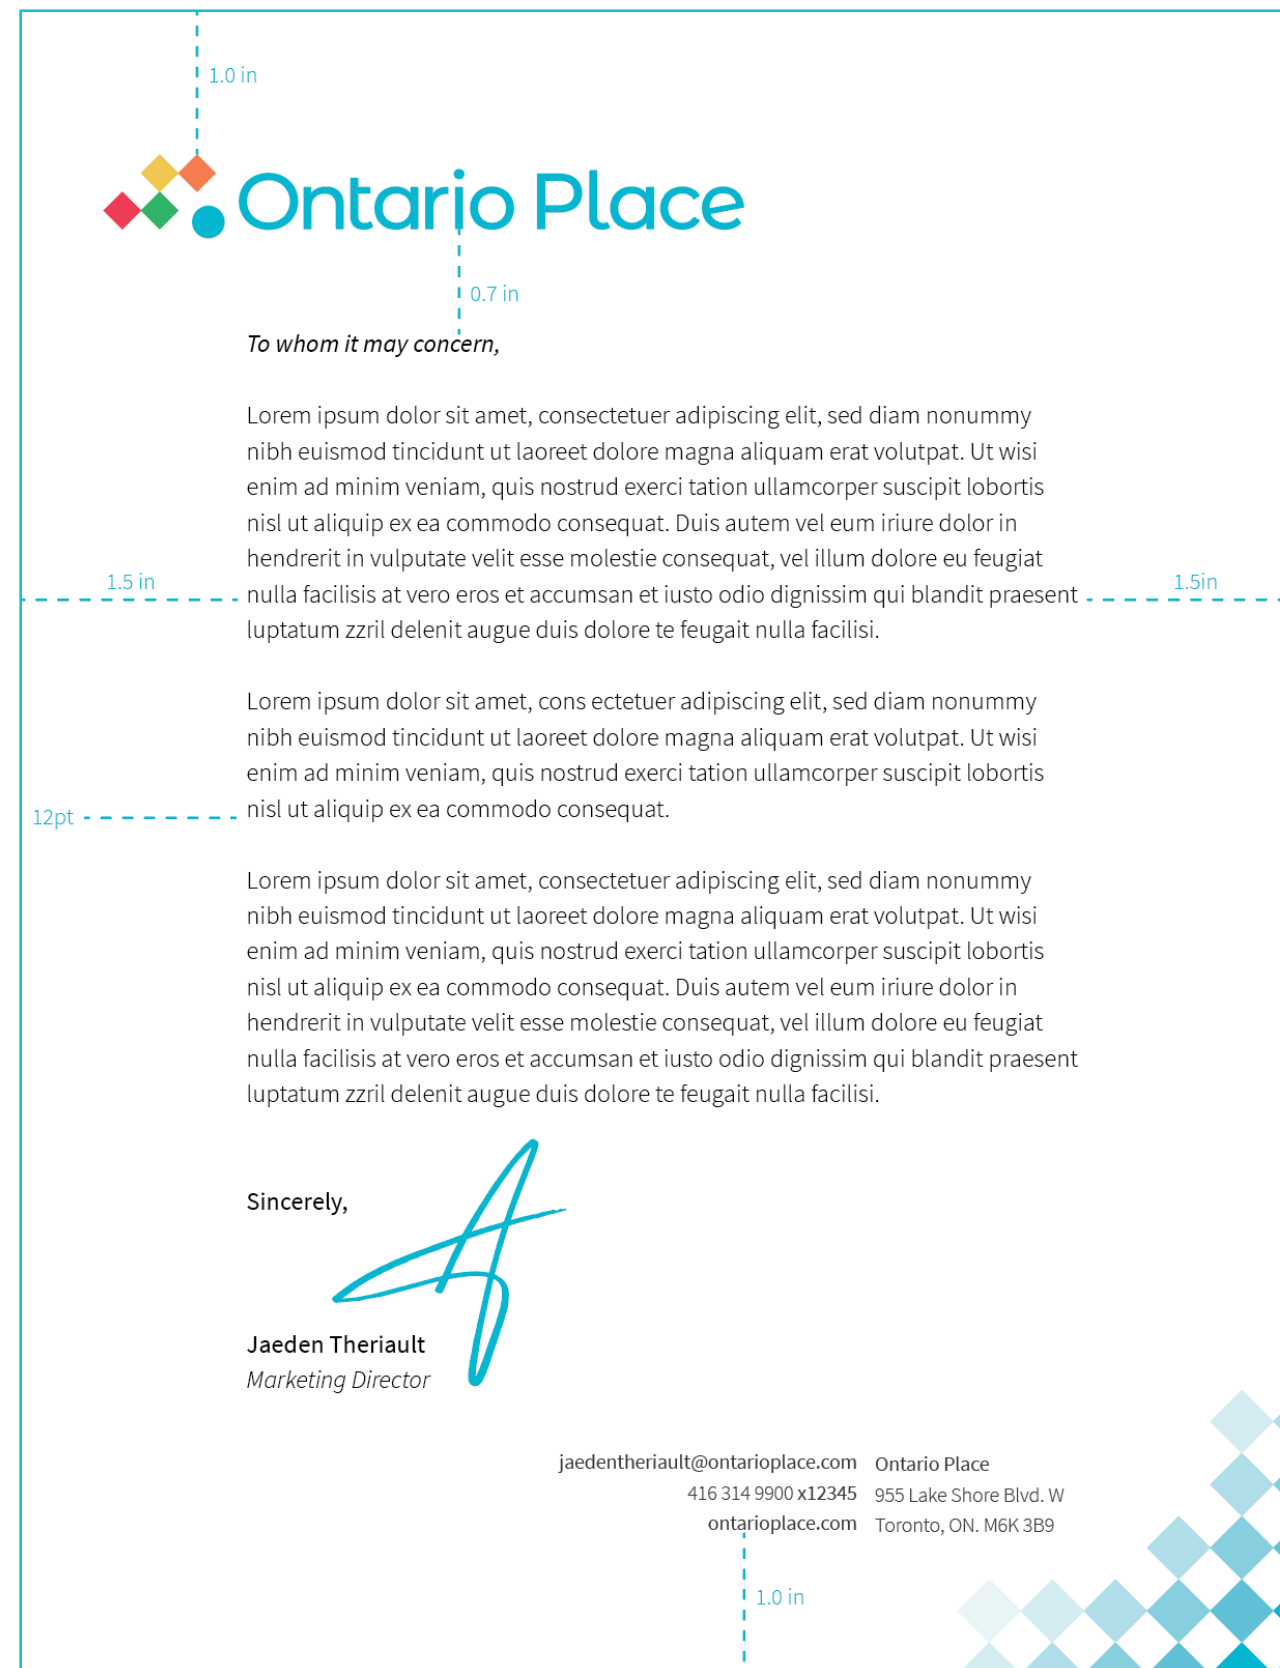 1.0 in
Ontario Place
0.7 in
To whom it may concern,
Lorem ipsum dolor sit amet, consectetuer adipiscing elit, sed diam nonummy
nibh euismod tincidunt ut laoreet dolore magna aliquam erat volutpat. Ut wisi
enim ad minim veniam, quis nostrud exerci tation ullamcorper suscipit lobortis
nisl ut aliquip ex ea commodo consequat. Duis autem vel eum iriure dolor in
hendrerit in vulputate velit esse molestie consequat, vel illum dolore eu feugiat
1.5 in
1.5in
nulla facilisis at vero eros et accumsan et iusto odio dignissim qui blandit praesent
luptatum zzril delenit augue duis dolore te feugait nulla facilisi.
Lorem ipsum dolor sit amet, cons ectetuer adipiscing elit, sed diam nonummy
nibh euismod tincidunt ut laoreet dolore magna aliquam erat volutpat. Ut wisi
enim ad minim veniam, quis nostrud exerci tation ullamcorper suscipit lobortis
nisl ut aliquip ex ea commodo consequat.
12pt
Lorem ipsum dolor sit amet, consectetuer adipiscing elit, sed diam nonummy
nibh euismod tincidunt ut laoreet dolore magna aliquam erat volutpat. Ut wisi
enim ad minim veniam, quis nostrud exerci tation ullamcorper suscipit lobortis
nisl ut aliquip ex ea commodo consequat. Duis autem vel eum iriure dolor in
hendrerit in vulputate velit esse molestie consequat, vel illum dolore eu feugiat
nulla facilisis at vero eros et accumsan et iusto odio dignissim qui blandit praesent
luptatum zzril delenit augue duis dolore te feugait nulla facilisi.
Sincerely,
Jaeden Theriault
Marketing Director
jaedentheriault@ontarioplace.com
416 314 9900 x12345
ontarioplace.com
Ontario Place
955 Lake Shore Blvd. W
Toronto, ON. M6K 3B9
1.0 in